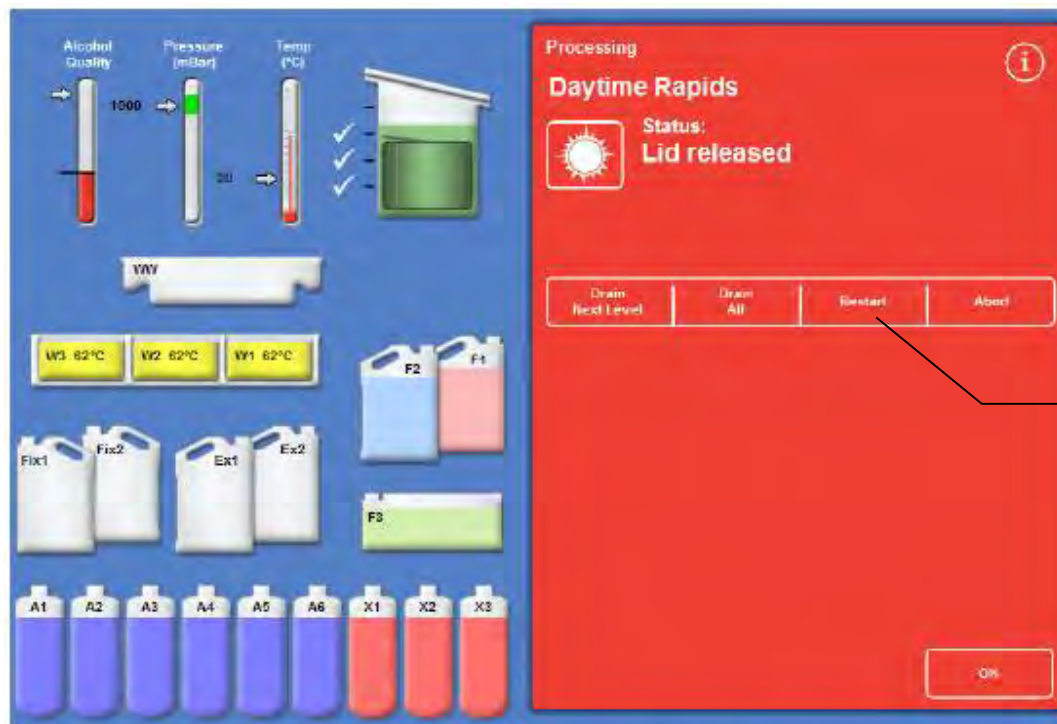 Alcohol
Quality
Pressure
(mBar)
Temp
(°C)
1000
20
WW
W3 62°C
W2 62°C
W1 62°C
F2
F1
Fix1
Fix2
Ex1
Ex2
F3
A1
A2
A3
A4
A5
A6
X1
X2
X3
Processing
i
Daytime Rapids
Status:
Lid released
Drain
Next Level
Drain
All
Restart
Abort
OK